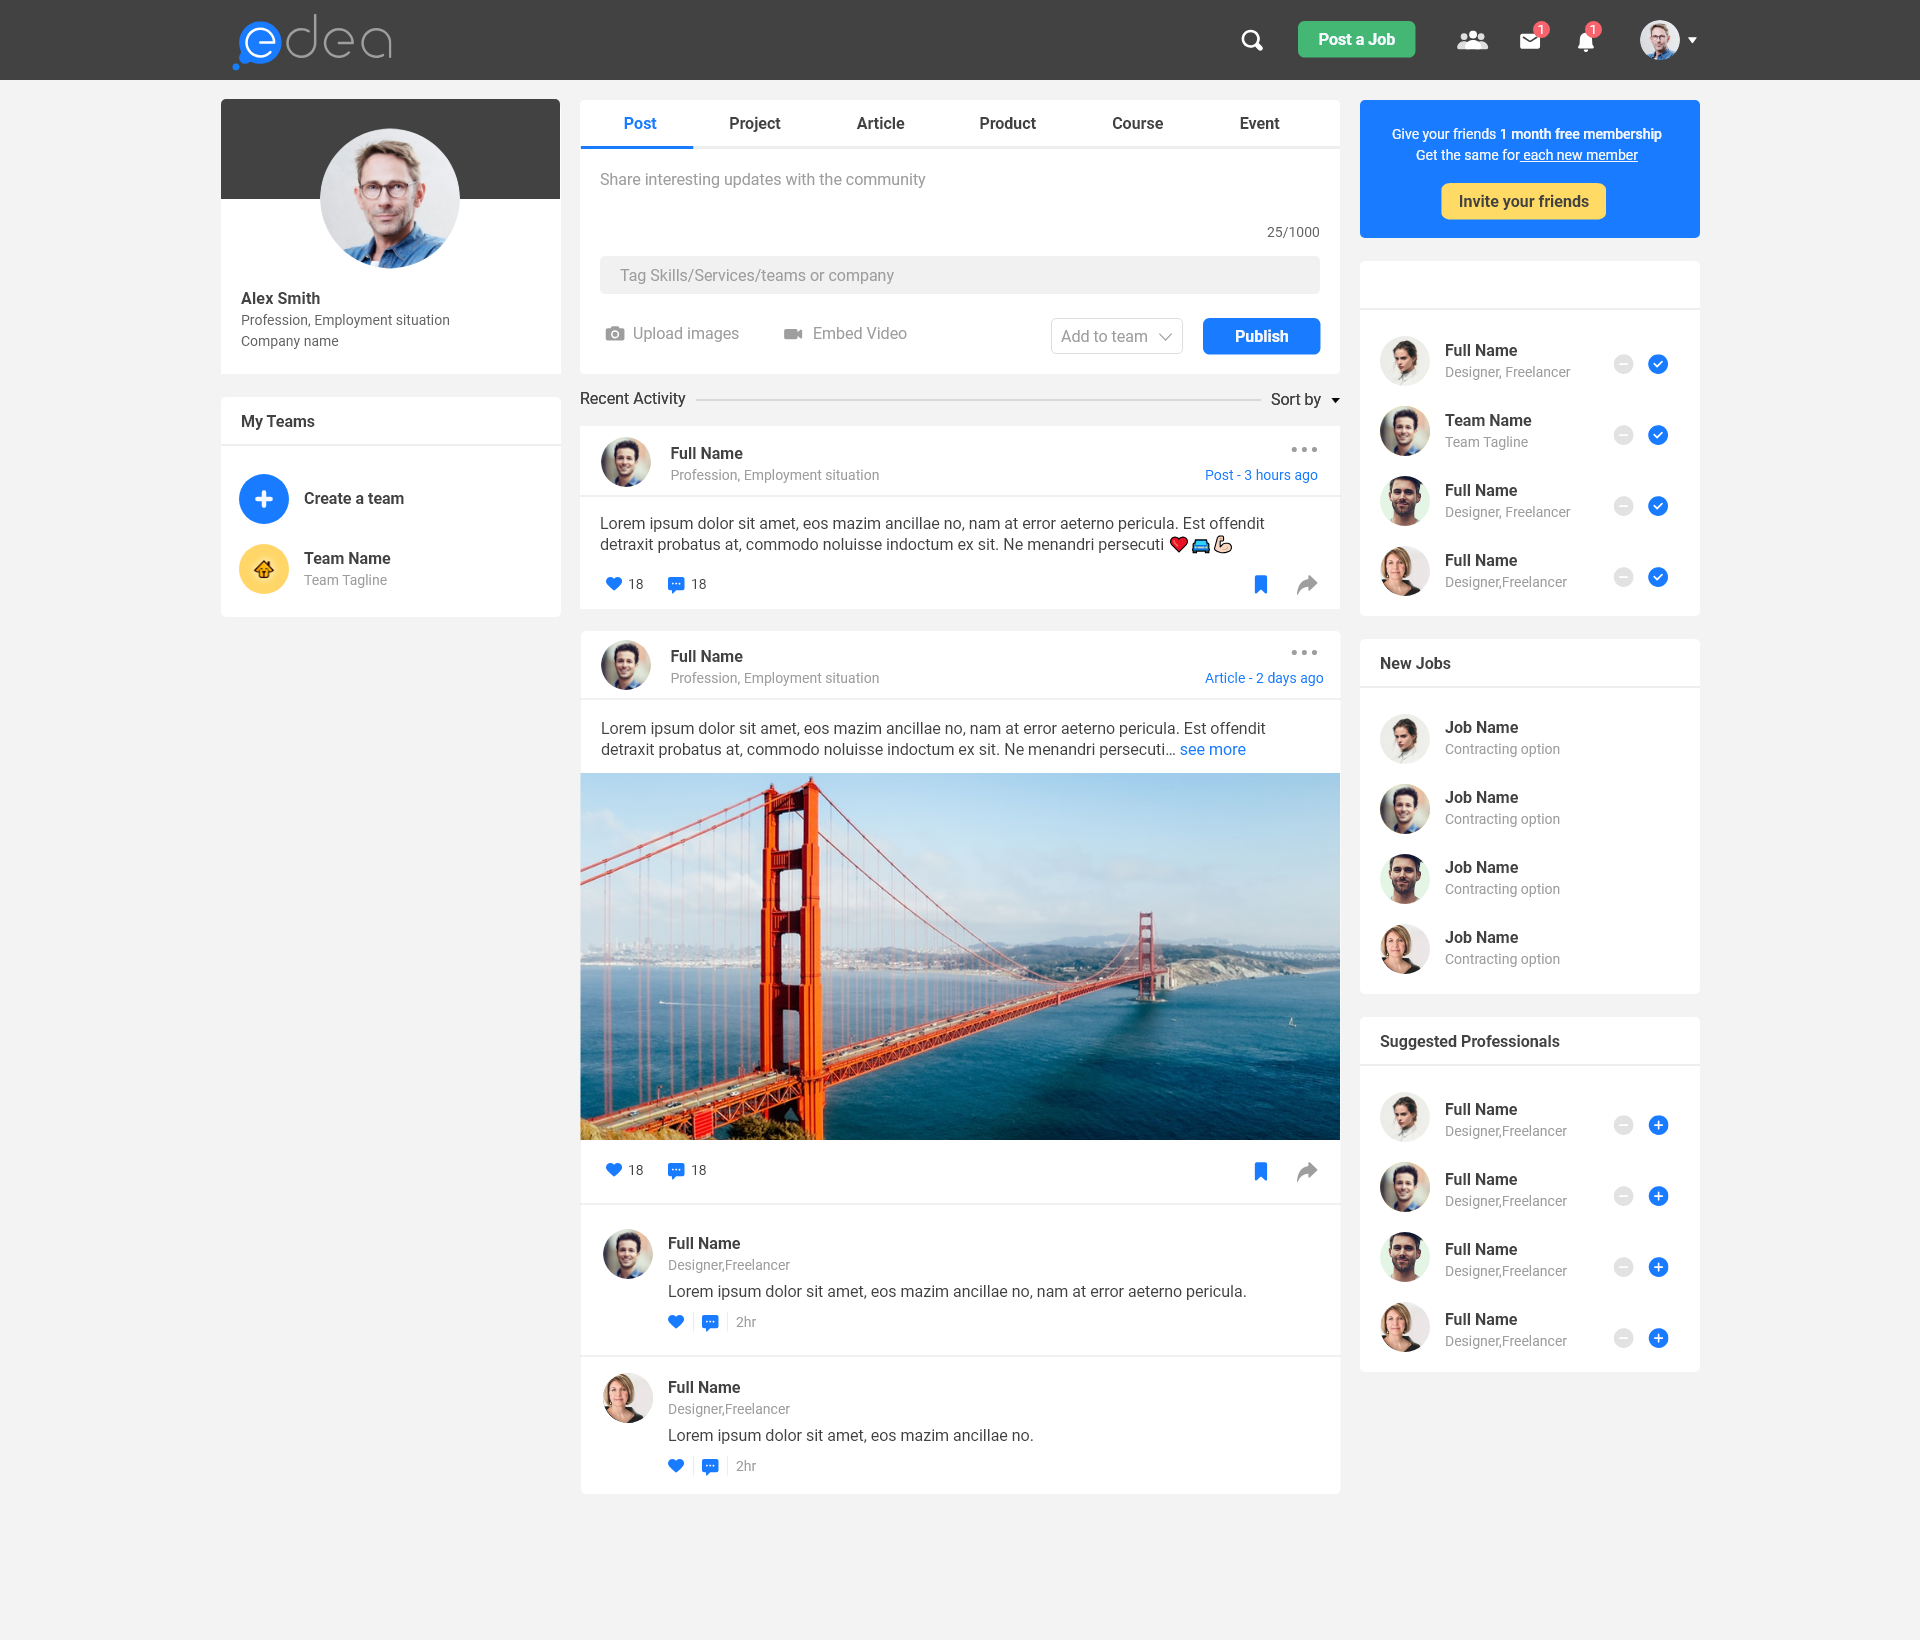 edea
Post a Job
1
1
Alex Smith
Profession, Employment situation
Company name
My Teams
Create a team
Team Name
Team Tagline
Post
Project
Article
Product
Course
Event
Share interesting updates with the community
25/1000
Tag Skills/Services/teams or company
Upload images
Embed Video
Add to team
Publish
Recent Activity
Sort by
Full Name
Profession, Employment situation
Post - 3 hours ago
Lorem ipsum dolor sit amet, eos mazim ancillae no, nam at error aeterno pericula. Est offendit
detraxit probatus at, commodo noluisse indoctum ex sit. Ne menandri persecuti ❤️🚘💪🏻
18
18
Full Name
Profession, Employment situation
Article - 2 days ago
Lorem ipsum dolor sit amet, eos mazim ancillae no, nam at error aeterno pericula. Est offendit
detraxit probatus at, commodo noluisse indoctum ex sit. Ne menandri persecuti... see more
18
18
Full Name
Designer,Freelancer
Lorem ipsum dolor sit amet, eos mazim ancillae no, nam at error aeterno pericula.
2hr
Full Name
Designer,Freelancer
Lorem ipsum dolor sit amet, eos mazim ancillae no.
2hr
Give your friends 1 month free membership
Get the same for each new member
Invite your friends
Full Name
Designer, Freelancer
Team Name
Team Tagline
Full Name
Designer, Freelancer
Full Name
Designer,Freelancer
New Jobs
Job Name
Contracting option
Job Name
Contracting option
Job Name
Contracting option
Job Name
Contracting option
Suggested Professionals
Full Name
Designer,Freelancer
Full Name
Designer,Freelancer
Full Name
Designer,Freelancer
Full Name
Designer,Freelancer